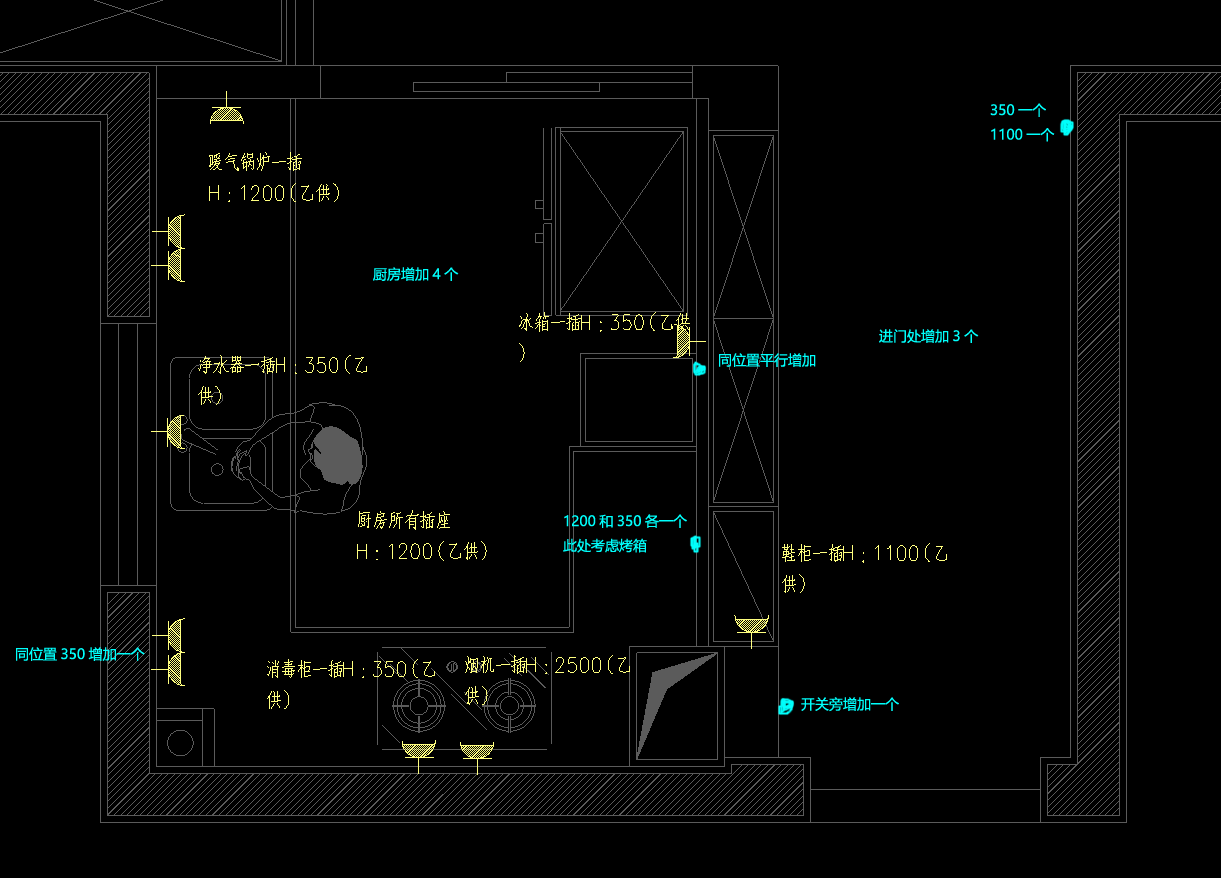 350 一个
1100 一个
暖气锅炉一插
H：1200（乙供）
厨房增加 4 个
冰箱一插H：350（乙供
）
进门处增加 3 个
同位置平行增加
净水器一插H：350（乙
供）
厨房所有插座
H：1200（乙供）
1200 和 350 各一个
此处考虑烤箱
鞋柜一插H：1100（乙
供）
同位置 350 增加一个
消毒柜一插H：350（乙
供）
烟机一插H：2500（乙
供）
开关旁增加一个